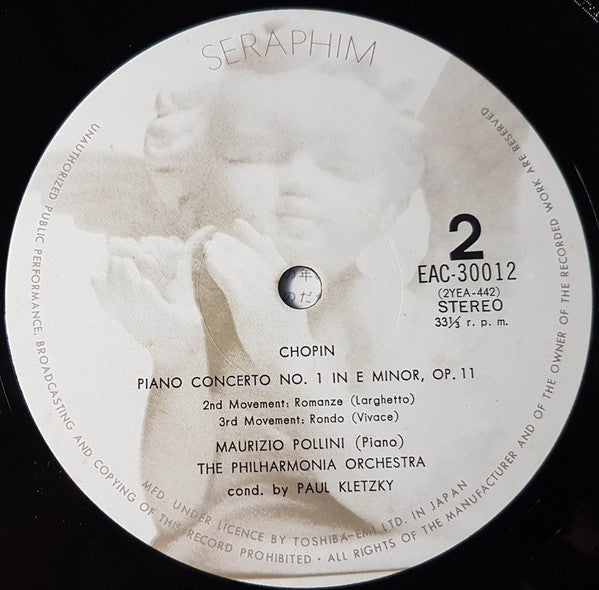 SERAPHIM
2
EAC-30012
(2YEA-442)
STEREO
33⅓ r. p. m.
年
のだ
CHOPIN
PIANO CONCERTO NO. 1 IN E MINOR, OP. 11
2nd Movement: Romanze (Larghetto)
3rd Movement: Rondo (Vivace)
MAURIZIO POLLINI (Piano)
THE PHILHARMONIA ORCHESTRA
cond. by PAUL KLETZKY
MFD. UNDER LICENCE BY TOSHIBA-EMI LTD. IN JAPAN
UNAUTHORIZED PUBLIC PERFORMANCE, BROADCASTING AND COPYING OF THIS RECORD PROHIBITED • ALL RIGHTS OF THE MANUFACTURER AND OF THE OWNER OF THE RECORDED WORK ARE RESERVED